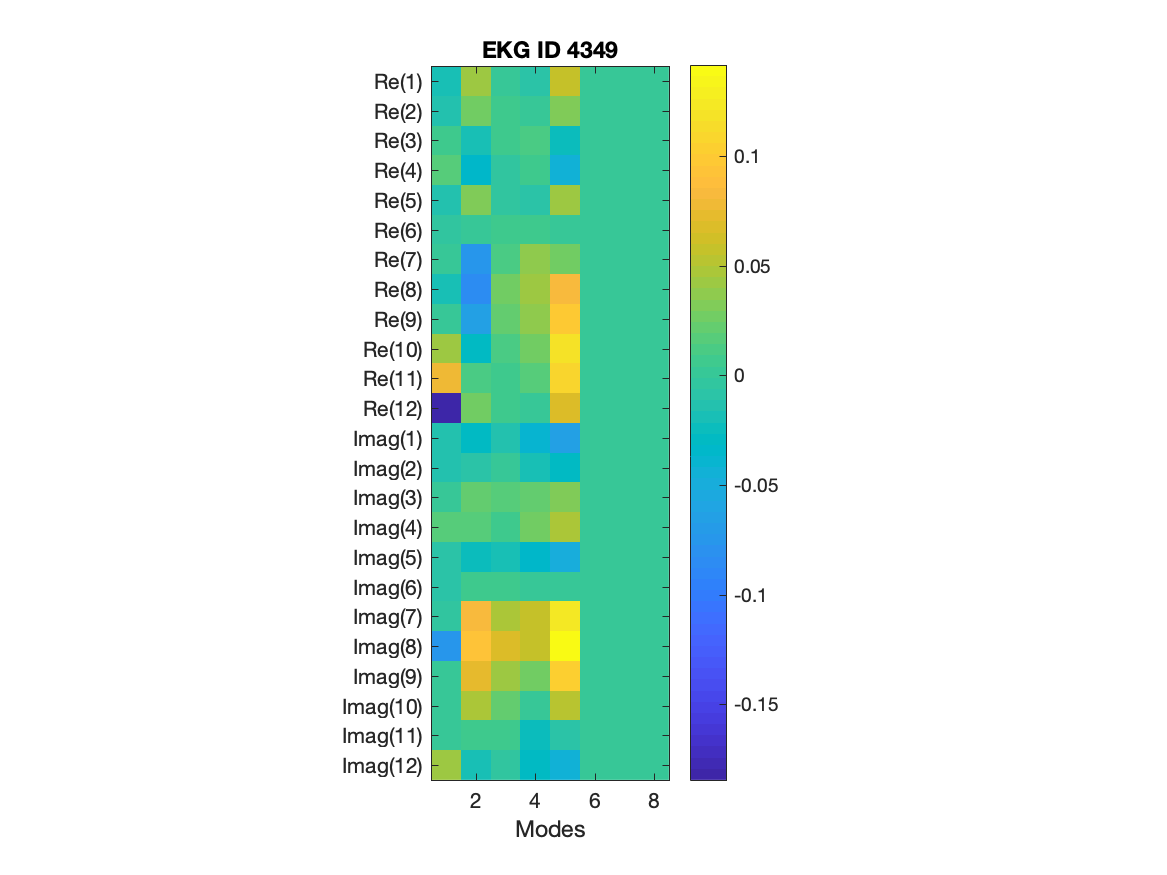 EKG ID 4349
Re(1)
Re(2)
Re(3)
Re(4)
Re(5)
Re(6)
Re(7)
Re(8)
Re(9)
Re(10)
Re(11)
Re(12)
Imag(1)
Imag(2)
Imag(3)
Imag(4)
Imag(5)
Imag(6)
Imag(7)
Imag(8)
Imag(9)
Imag(10)
Imag(11)
Imag(12)
2 4 6 8
Modes
0.1
0.05
0
-0.05
-0.1
-0.15